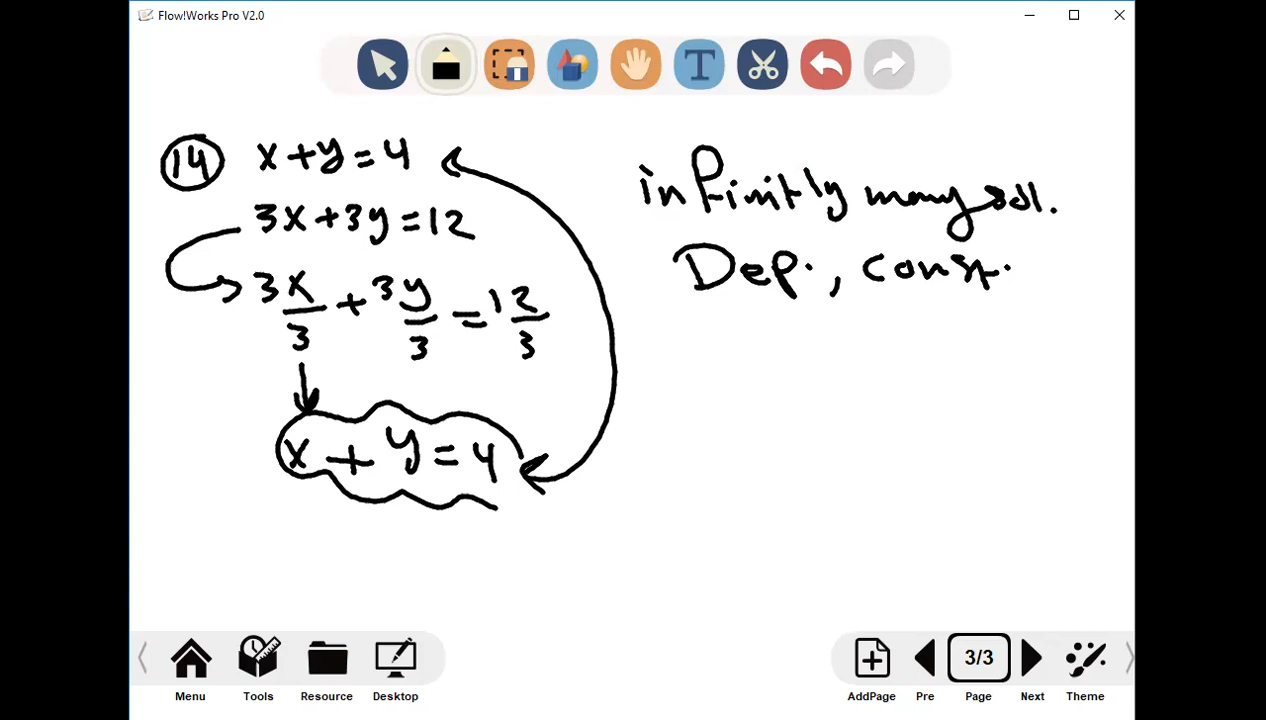 Flow!Works Pro V2.0
14 x + y = 4
3x + 3y = 12
3x/3 + 3y/3 = 12/3
x + y = 4
infinitly many sol.
Dep., const.
Menu
Tools
Resource
Desktop
AddPage
Pre
3/3
Page
Next
Theme